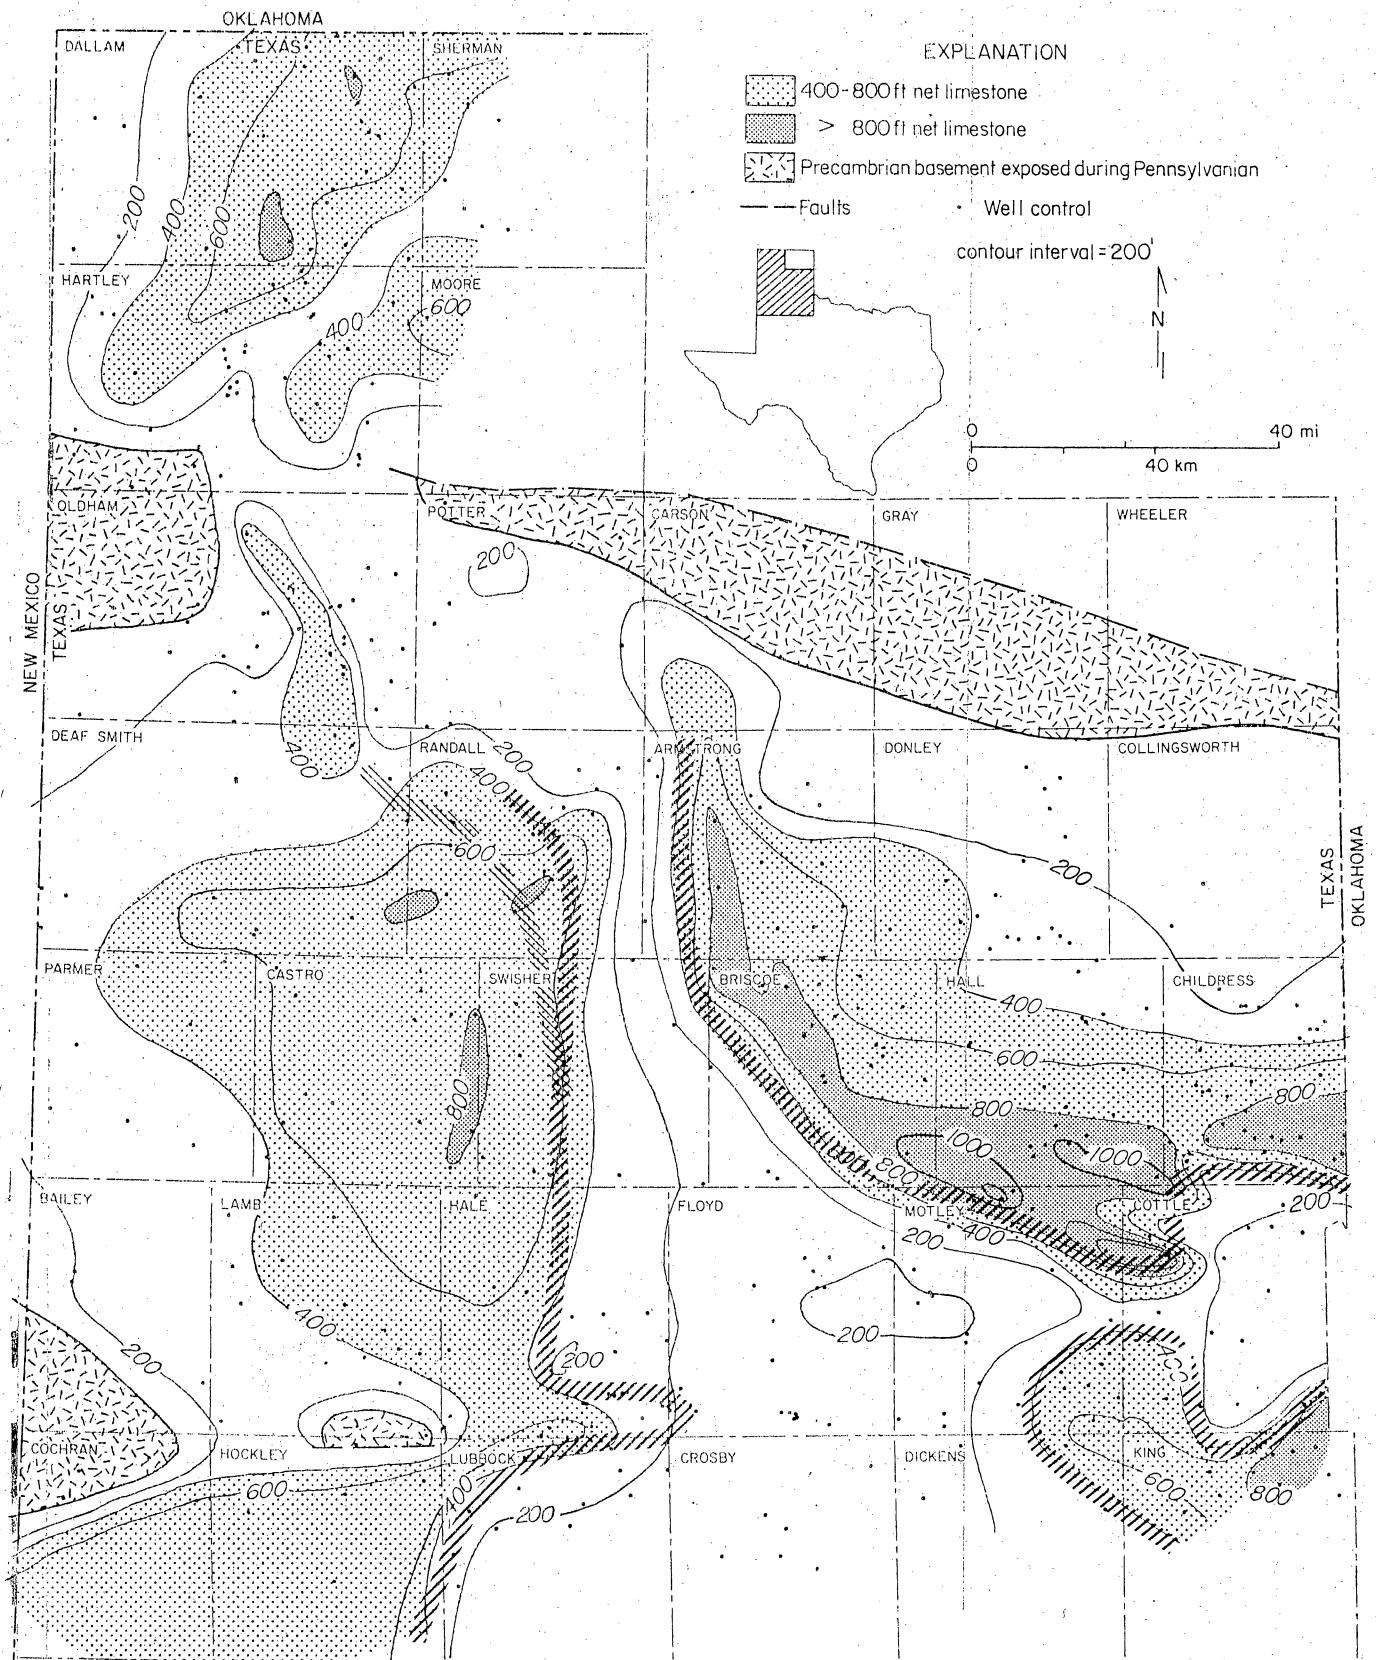 OKLAHOMA
TEXAS
DALLAM
SHERMAN
EXPLANATION
400-800 ft net limestone
> 800 ft net limestone
Precambrian basement exposed during Pennsylvanian
Faults
Well control
contour interval = 200'
200
400
600
HARTLEY
MOORE
600
400
N
0
40 mi
0
40 km
OLDHAM
POTTER
CARSON
GRAY
WHEELER
200
NEW MEXICO
TEXAS
DEAF SMITH
RANDALL
ARMSTRONG
DONLEY
COLLINGSWORTH
400
200
400
600
200
TEXAS
OKLAHOMA
PARMER
CASTRO
SWISHER
BRISCOE
HALL
CHILDRESS
400
600
800
800
800
1000
1000
800
BAILEY
LAMB
HALE
FLOYD
MOTLEY
COTTLE
200
200
400
400
200
200
200
400
COCHRAN
HOCKLEY
LUBBOCK
CROSBY
DICKENS
KING
600
400
200
600
800